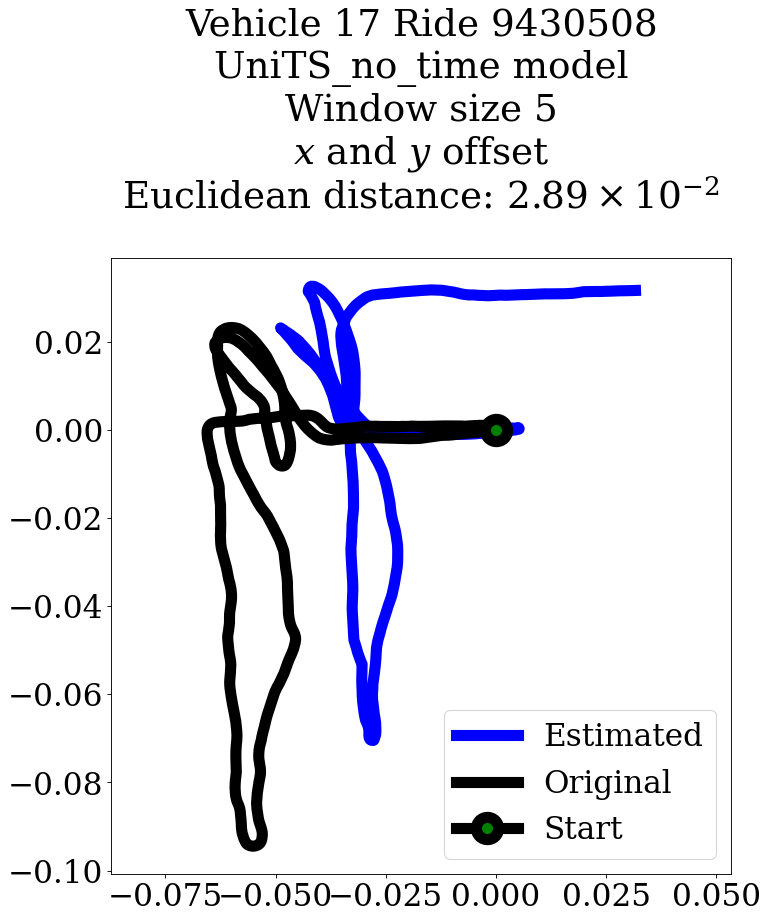 Vehicle 17 Ride 9430508
UniTS_no_time model
Window size 5
x and y offset
Euclidean distance: 2.89 × 10⁻²
0.02
0.00
−0.02
−0.04
−0.06
−0.08
−0.10
Estimated
Original
Start
−0.075 −0.050 −0.025 0.000 0.025 0.050